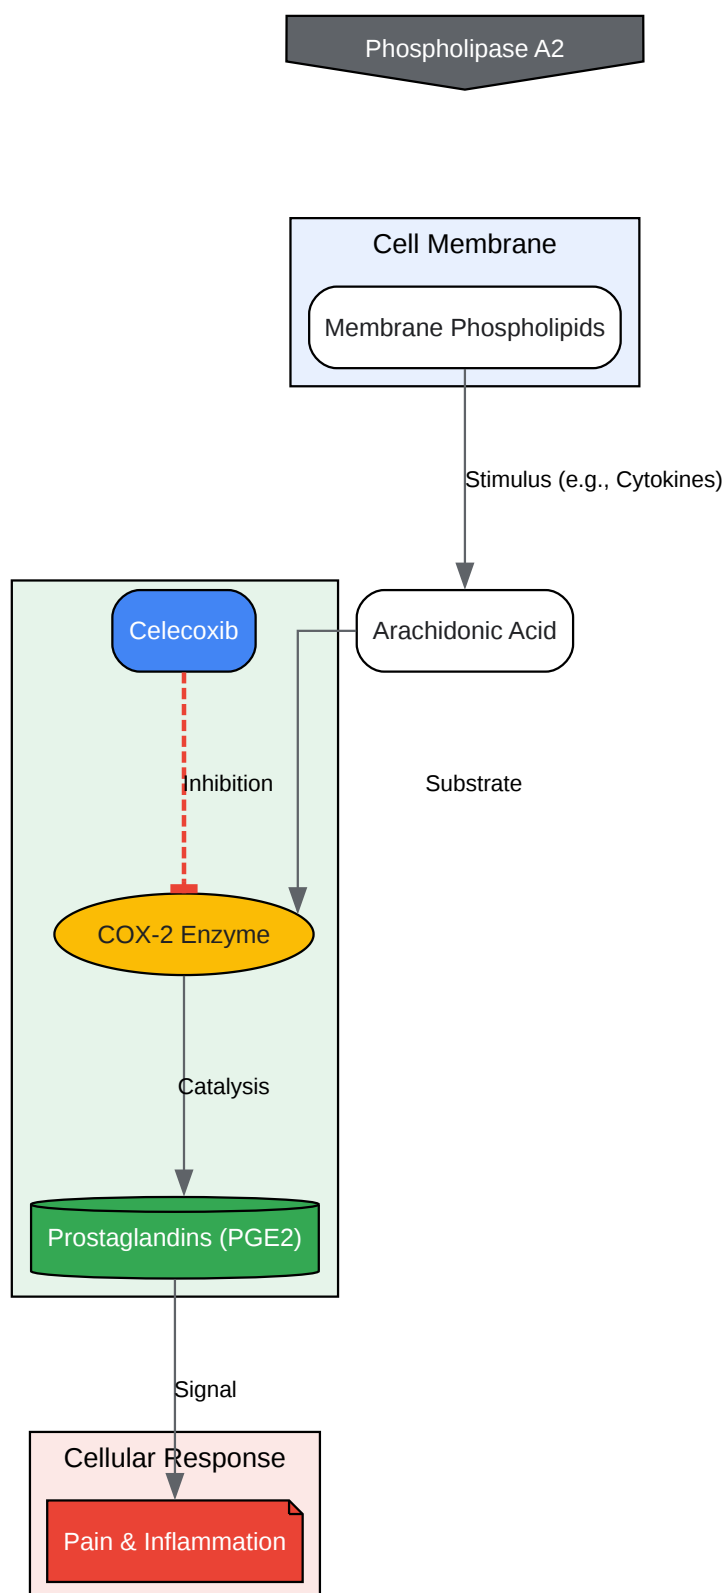 Phospholipase A2
Cell Membrane
Membrane Phospholipids
Stimulus (e.g., Cytokines)
Celecoxib
Arachidonic Acid
Inhibition
Substrate
COX-2 Enzyme
Catalysis
Prostaglandins (PGE2)
Signal
Cellular Response
Pain & Inflammation